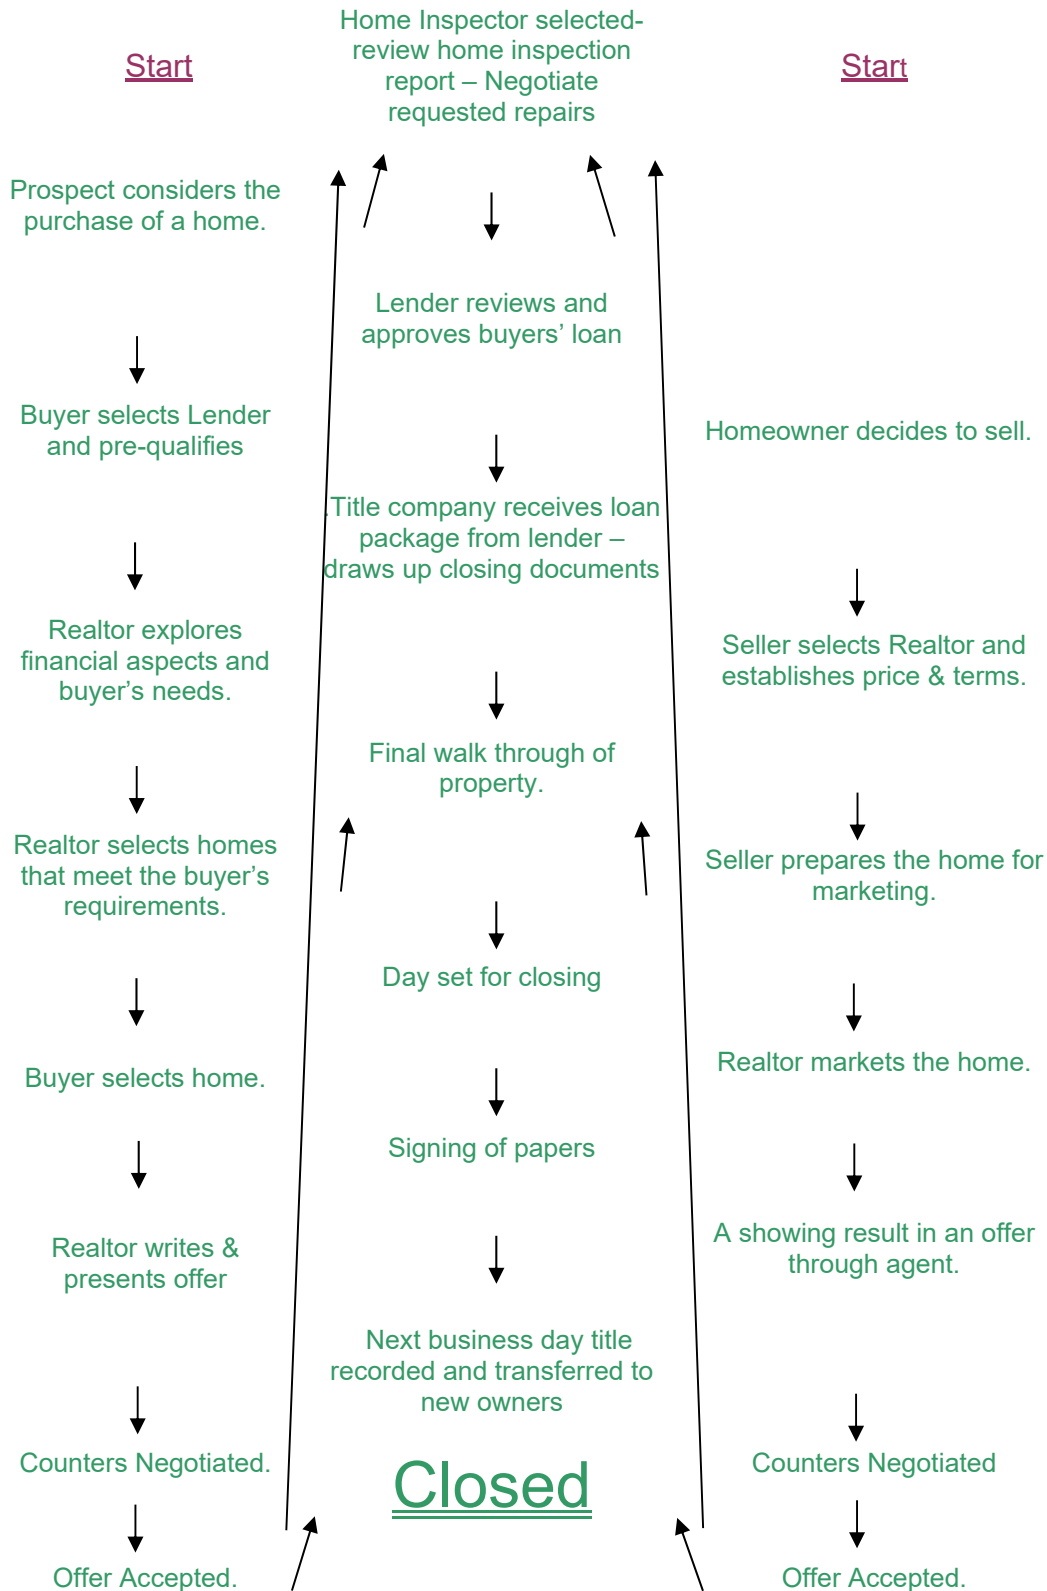 Start
Prospect considers the
purchase of a home.
Buyer selects Lender
and pre-qualifies
Realtor explores
financial aspects and
buyer’s needs.
Realtor selects homes
that meet the buyer’s
requirements.
Buyer selects home.
Realtor writes &
presents offer
Counters Negotiated.
Offer Accepted.
Home Inspector selected-
review home inspection
report – Negotiate
requested repairs
Lender reviews and
approves buyers’ loan
.Title company receives loan
package from lender –
draws up closing documents
Final walk through of
property.
Day set for closing
Signing of papers
Next business day title
recorded and transferred to
new owners
Closed
Start
Homeowner decides to sell.
Seller selects Realtor and
establishes price & terms.
Seller prepares the home for
marketing.
Realtor markets the home.
A showing result in an offer
through agent.
Counters Negotiated
Offer Accepted.